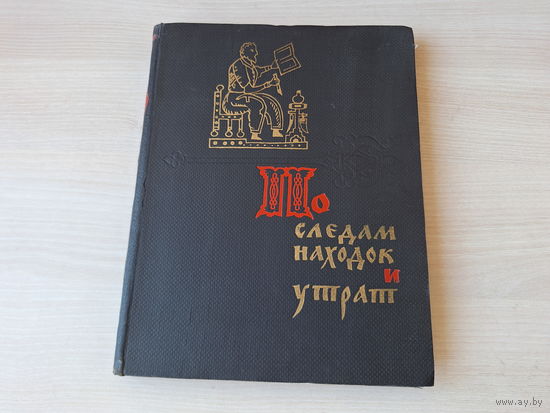 По
следам
находок
и
утрат
www.ay.by